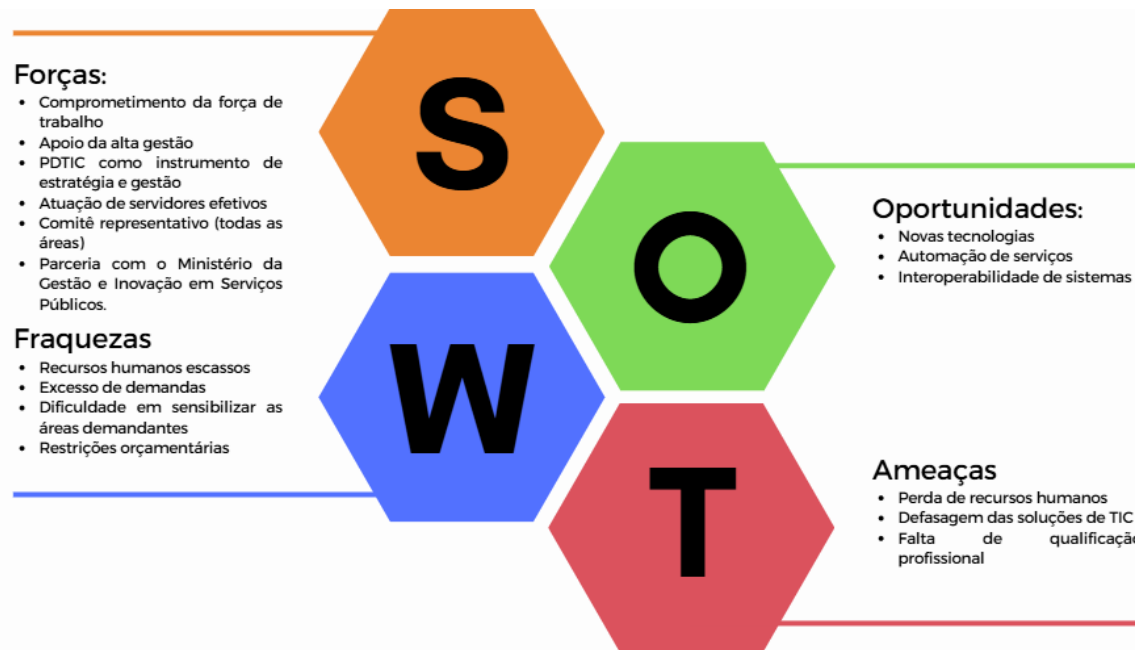 Forças:
• Comprometimento da força de
trabalho
• Apoio da alta gestão
• PDTIC como instrumento de
estratégia e gestão
• Atuação de servidores efetivos
• Comitê representativo (todas as
áreas)
• Parceria com o Ministério da
Gestão e Inovação em Serviços
Públicos.
Fraquezas
• Recursos humanos escassos
• Excesso de demandas
• Dificuldade em sensibilizar as
áreas demandantes
• Restrições orçamentárias
S
W
O
T
Oportunidades:
• Novas tecnologias
• Automação de serviços
• Interoperabilidade de sistemas
Ameaças
• Perda de recursos humanos
• Defasagem das soluções de TIC
• Falta de qualificação
profissional